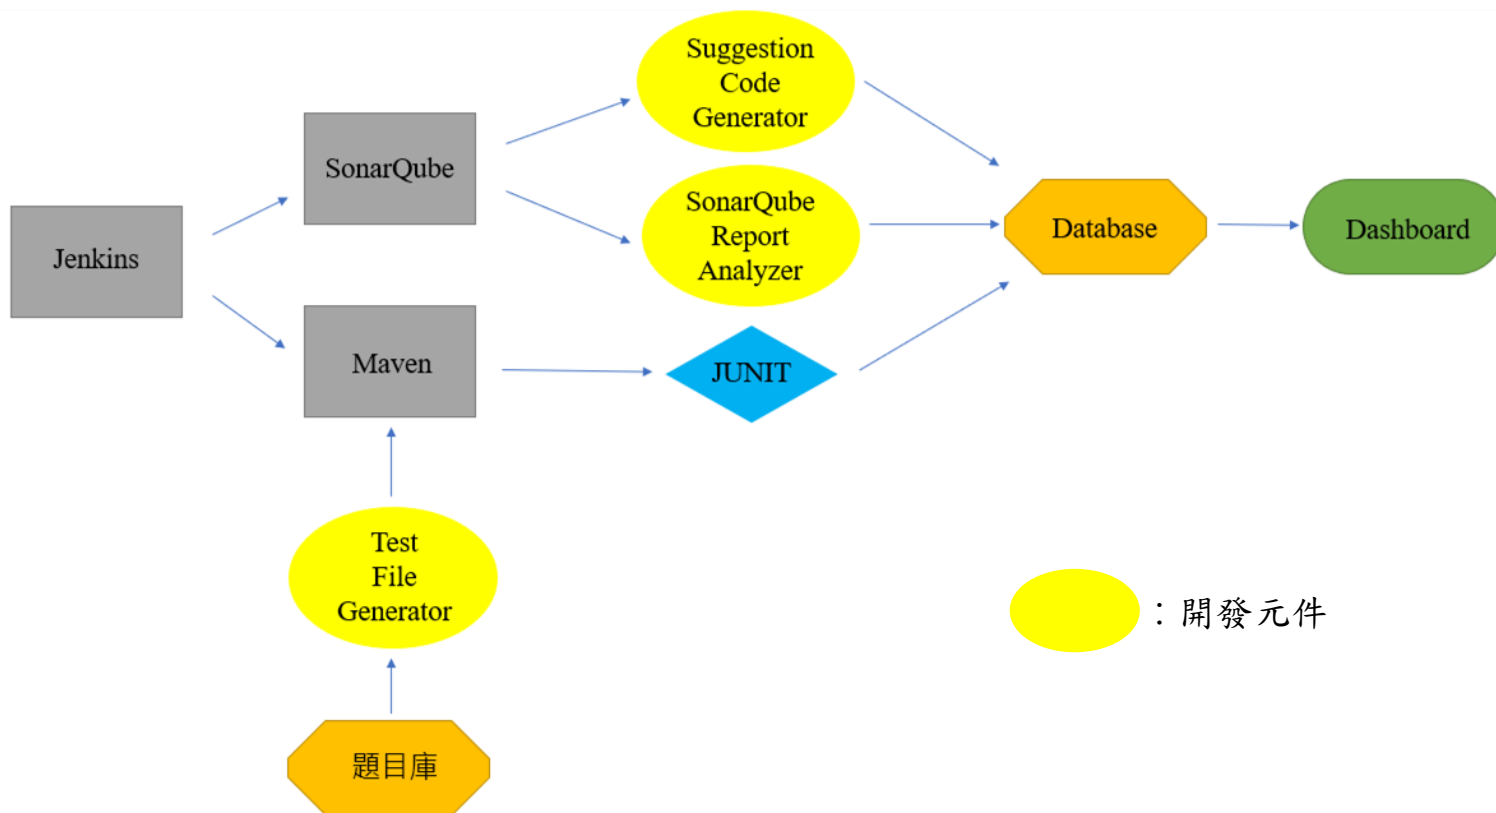 Suggestion
Code
Generator
SonarQube
SonarQube
Report
Analyzer
Database
Dashboard
Jenkins
Maven
JUNIT
Test
File
Generator
：開發元件
題目庫